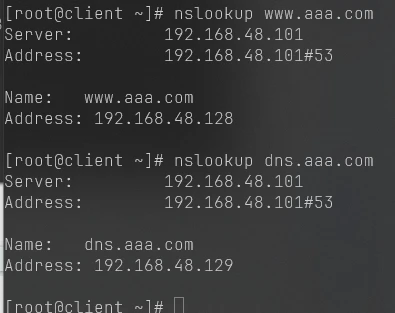 [root@client ~]# nslookup www.aaa.com
Server:         192.168.48.101
Address:        192.168.48.101#53

Name:   www.aaa.com
Address: 192.168.48.128

[root@client ~]# nslookup dns.aaa.com
Server:         192.168.48.101
Address:        192.168.48.101#53

Name:   dns.aaa.com
Address: 192.168.48.129

[root@client ~]#